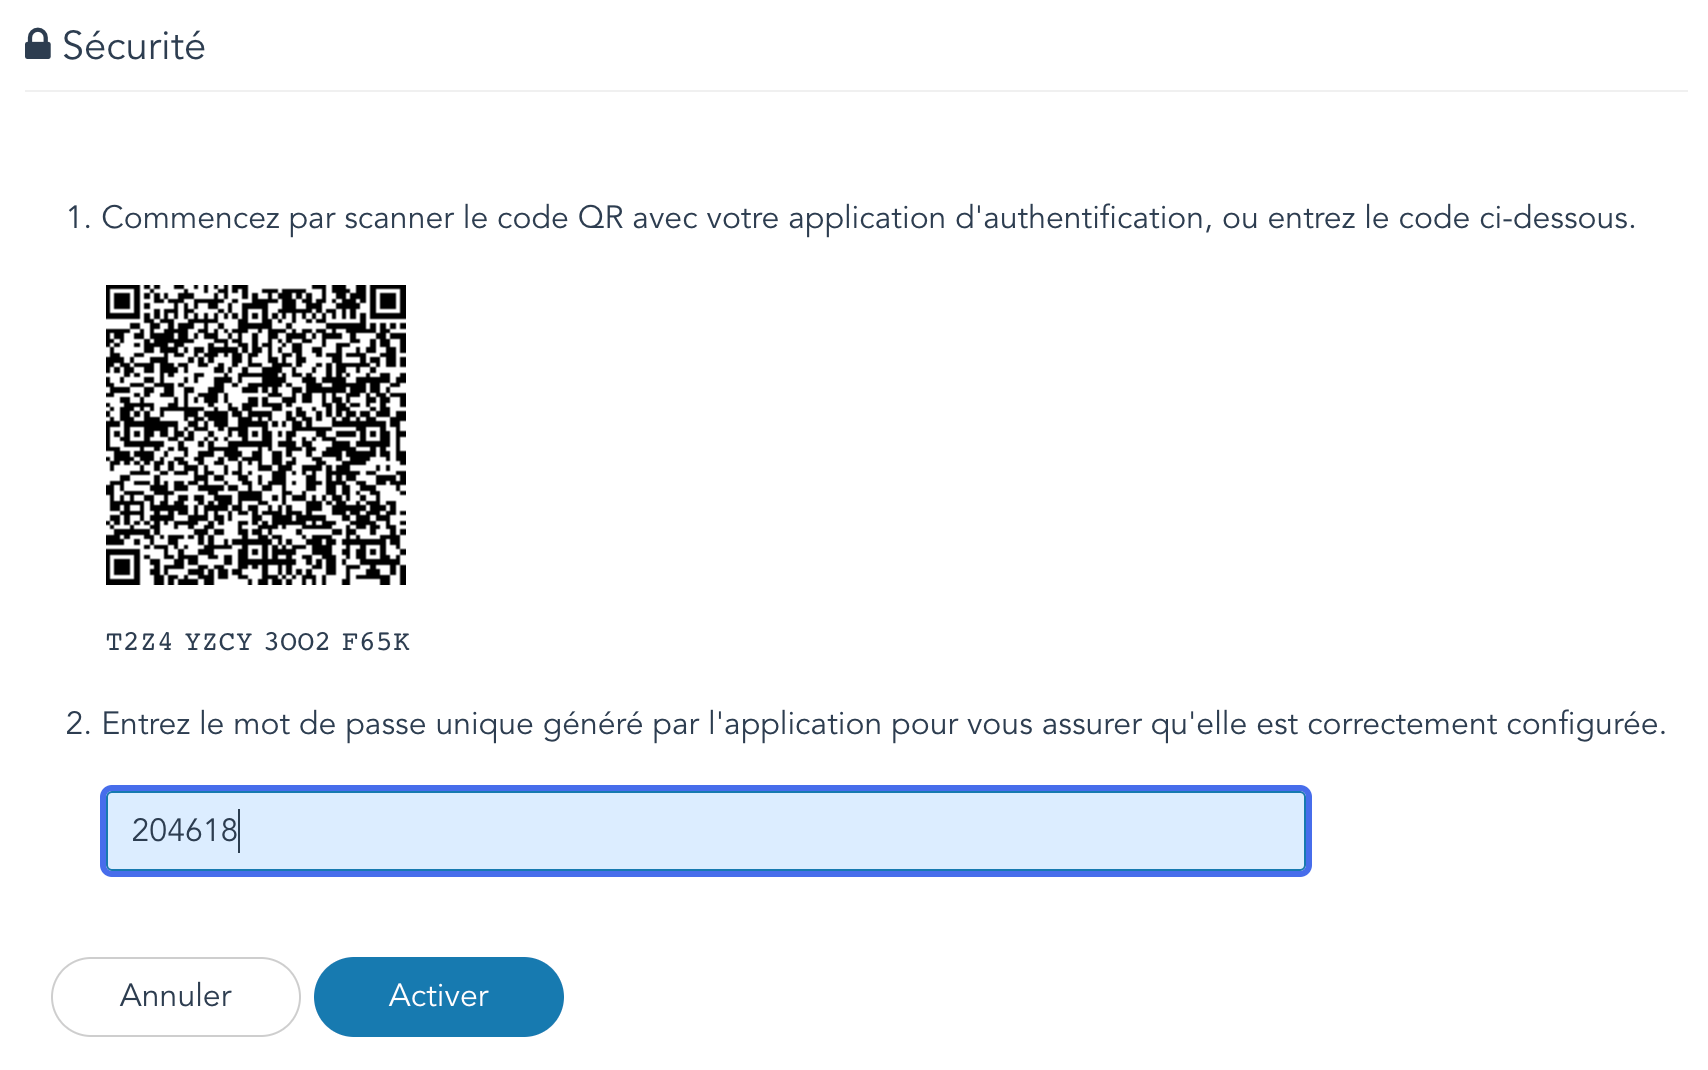 Sécurité
1. Commencez par scanner le code QR avec votre application d'authentification, ou entrez le code ci-dessous.
T2Z4 YZCY 3OO2 F65K
2. Entrez le mot de passe unique généré par l'application pour vous assurer qu'elle est correctement configurée.
204618
Annuler
Activer